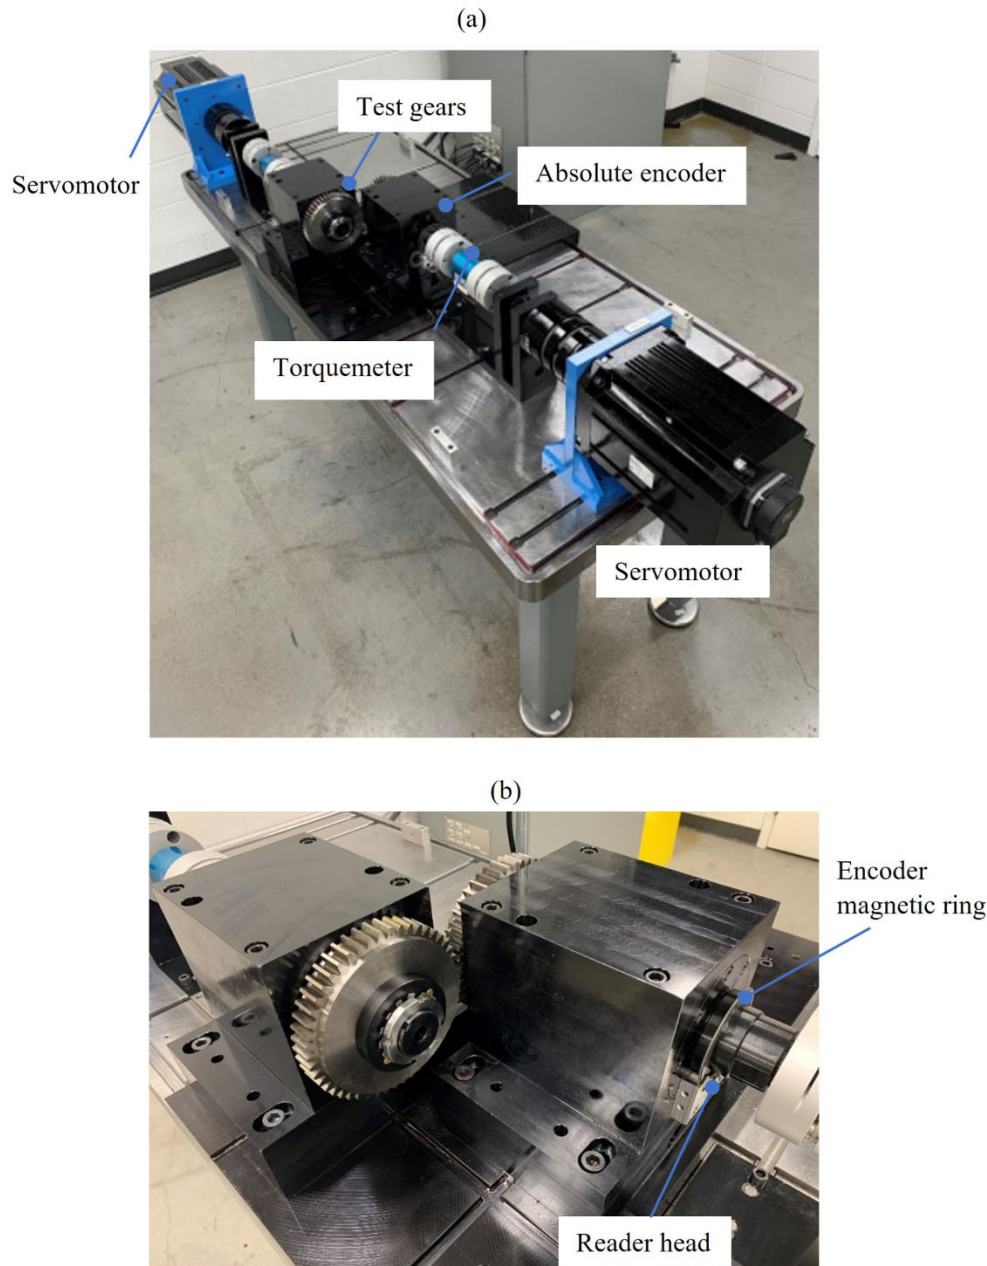 (a)
Test gears
Absolute encoder
Servomotor
Torquemeter
Servomotor
(b)
Encoder
magnetic ring
Reader head